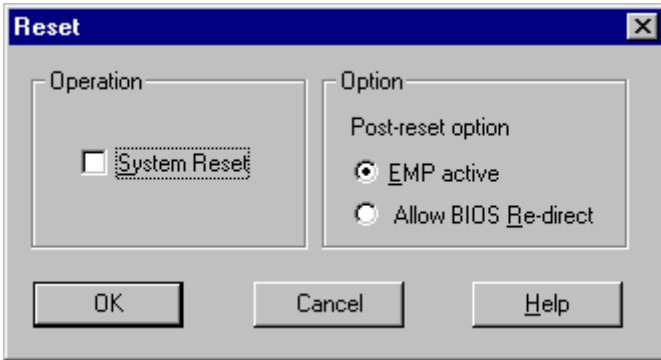 Reset
Operation
System Reset
Option
Post-reset option
EMP active
Allow BIOS Re-direct
OK
Cancel
Help